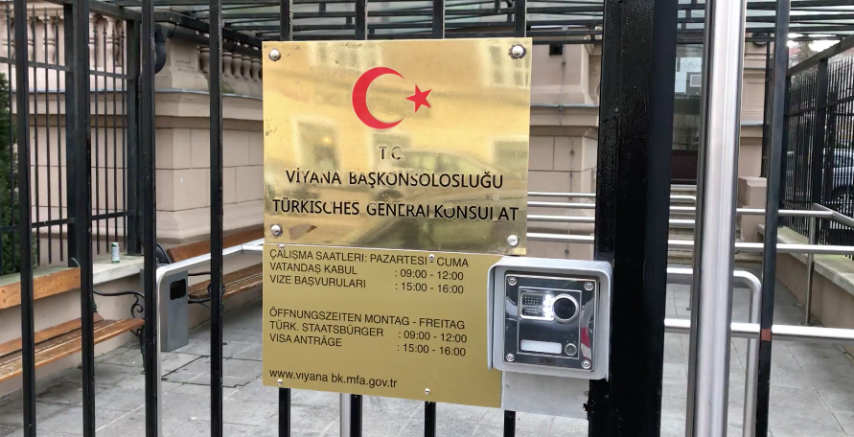 T.C.
VİYANA BAŞKONSOLOSLUĞU
TÜRKISCHES GENERALKONSULAT
ÇALIŞMA SAATLERİ: PAZARTESİ - CUMA
VATANDAŞ KABUL : 09:00 - 12:00
VİZE BAŞVURULARI : 15:00 - 16:00
ÖFFNUNGSZEITEN MONTAG - FREITAG
TÜRK. STAATSBÜRGER : 09:00 - 12:00
VISA ANTRÄGE : 15:00 - 16:00
www.viyana bk.mfa.gov.tr